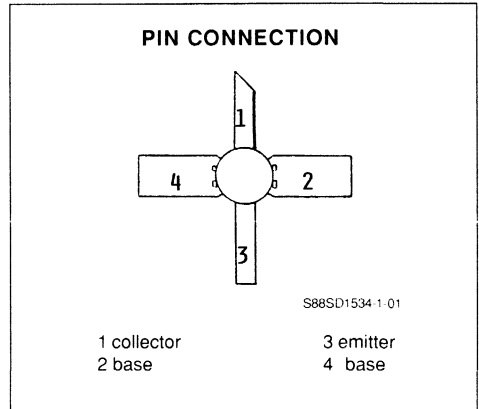 PIN CONNECTION
1
4
2
3
S88SD1534-1-01
1 collector 3 emitter
2 base 4 base